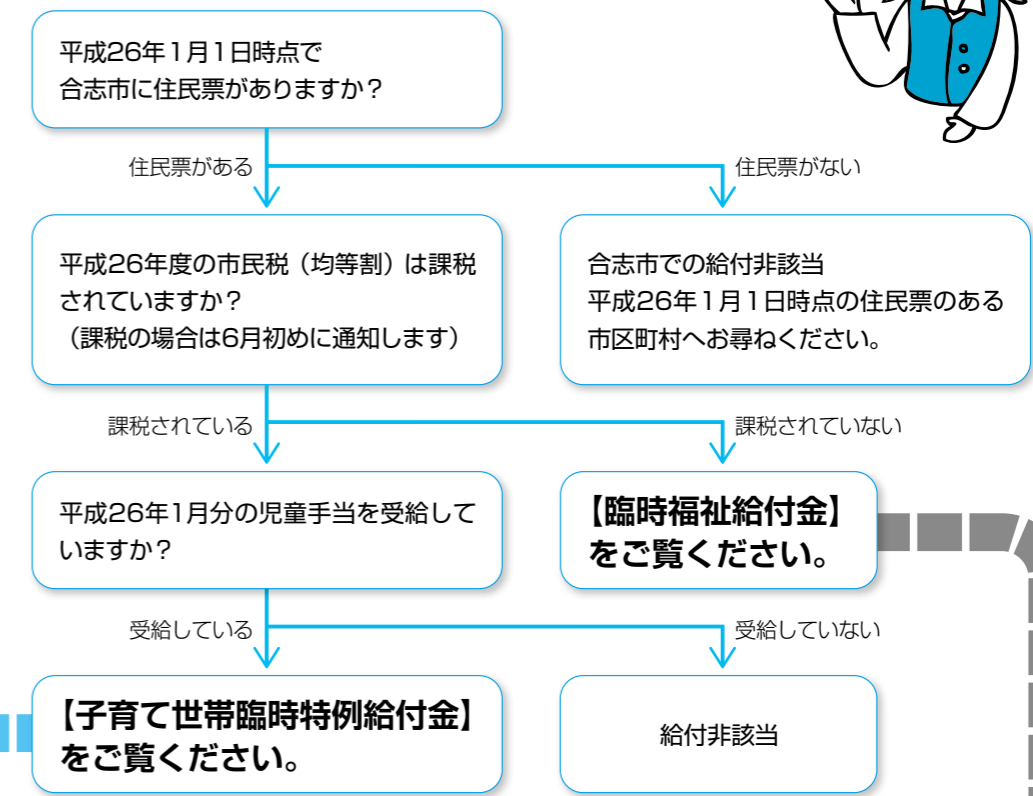 平成26年1月1日時点で
合志市に住民票がありますか?
住民票がある
住民票がない
平成26年度の市民税(均等割)は課税
されていますか?
(課税の場合は6月初めに通知します)
合志市での給付非該当
平成26年1月1日時点の住民票のある
市区町村へお尋ねください。
課税されている
課税されていない
平成26年1月分の児童手当を受給して
いますか?
【臨時福祉給付金】
をご覧ください。
受給している
受給していない
【子育て世帯臨時特例給付金】
をご覧ください。
給付非該当